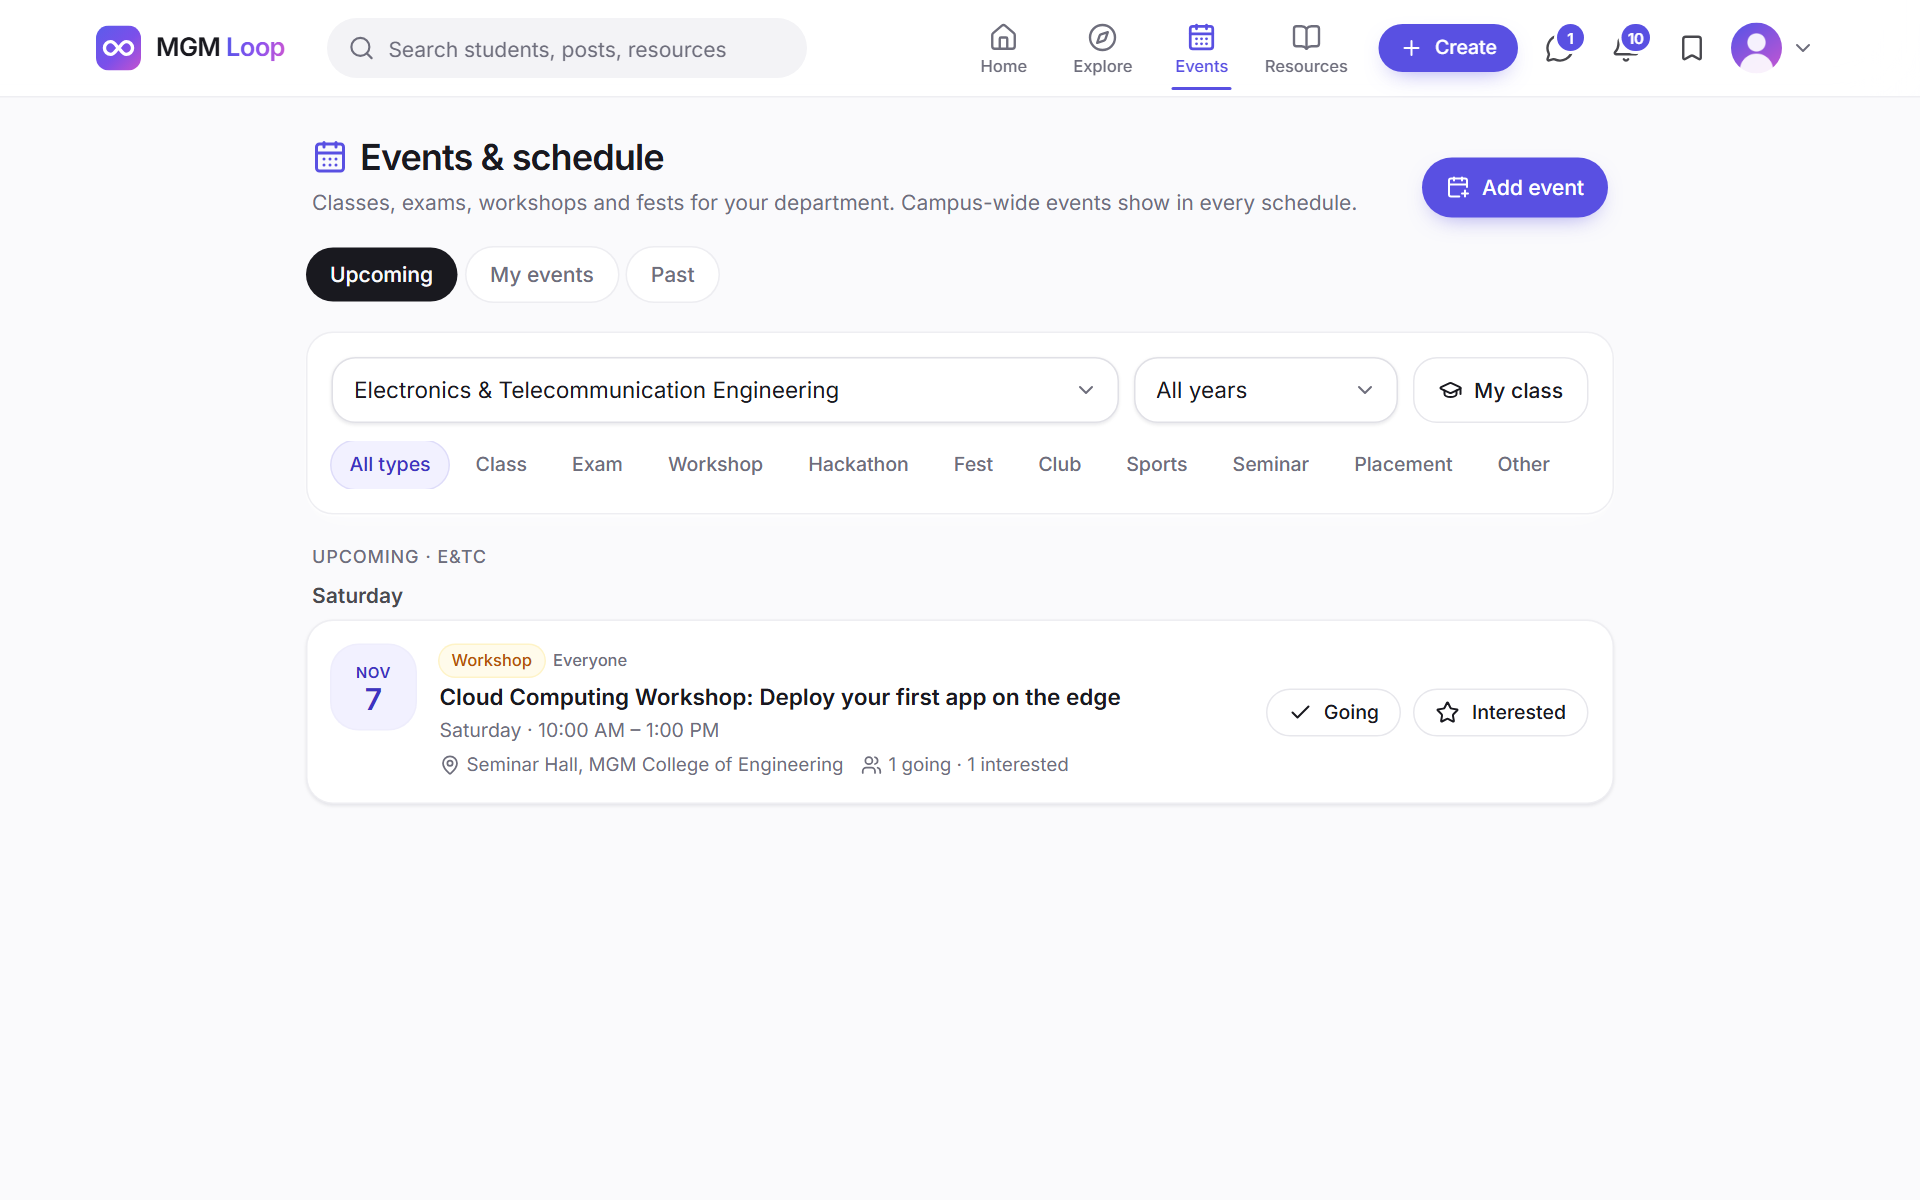 MGM Loop
Search students, posts, resources
Home
Explore
Events
Resources
Create
1
10
Events & schedule
Classes, exams, workshops and fests for your department. Campus-wide events show in every schedule.
Add event
Upcoming
My events
Past
Electronics & Telecommunication Engineering
All years
My class
All types
Class
Exam
Workshop
Hackathon
Fest
Club
Sports
Seminar
Placement
Other
UPCOMING · E&TC
Saturday
NOV
7
Workshop
Everyone
Cloud Computing Workshop: Deploy your first app on the edge
Saturday · 10:00 AM – 1:00 PM
Seminar Hall, MGM College of Engineering
1 going · 1 interested
Going
Interested